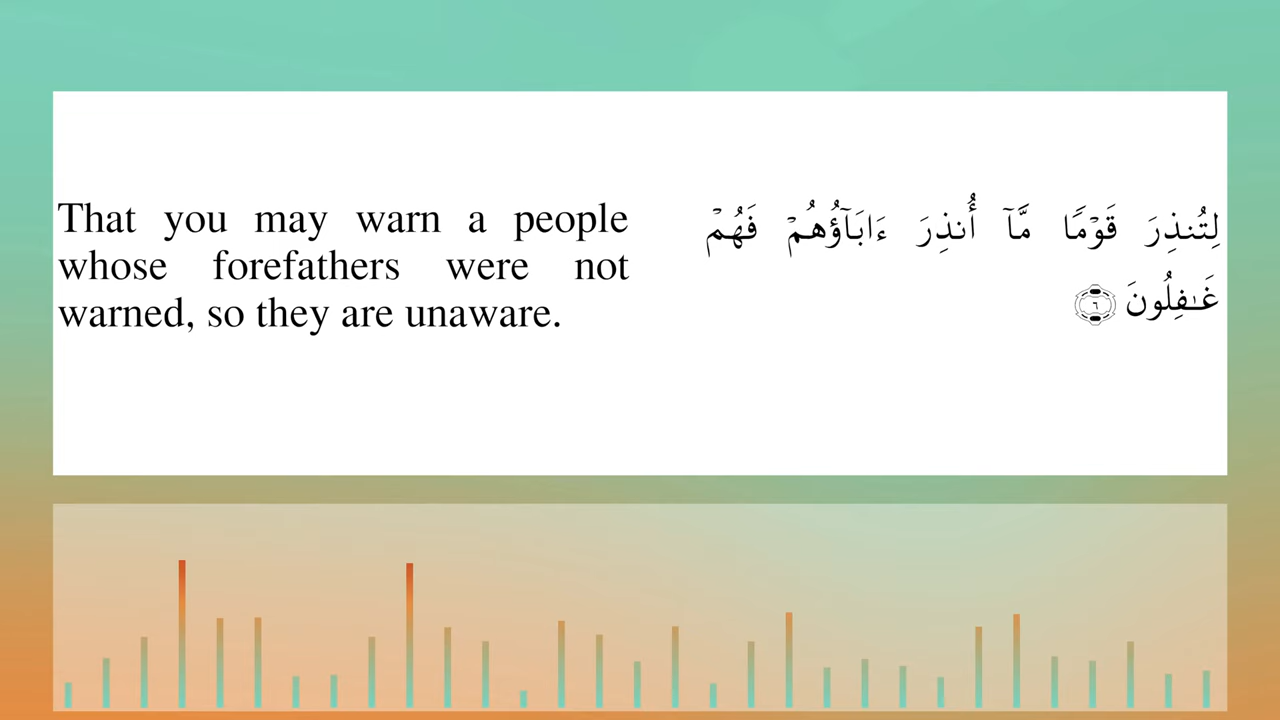 That you may warn a people
whose forefathers were not
warned, so they are unaware.
لِتُنذِرَ قَوْمًۭا مَّآ أُنذِرَ ءَابَآؤُهُمْ فَهُمْ
غَـٰفِلُونَ ٦